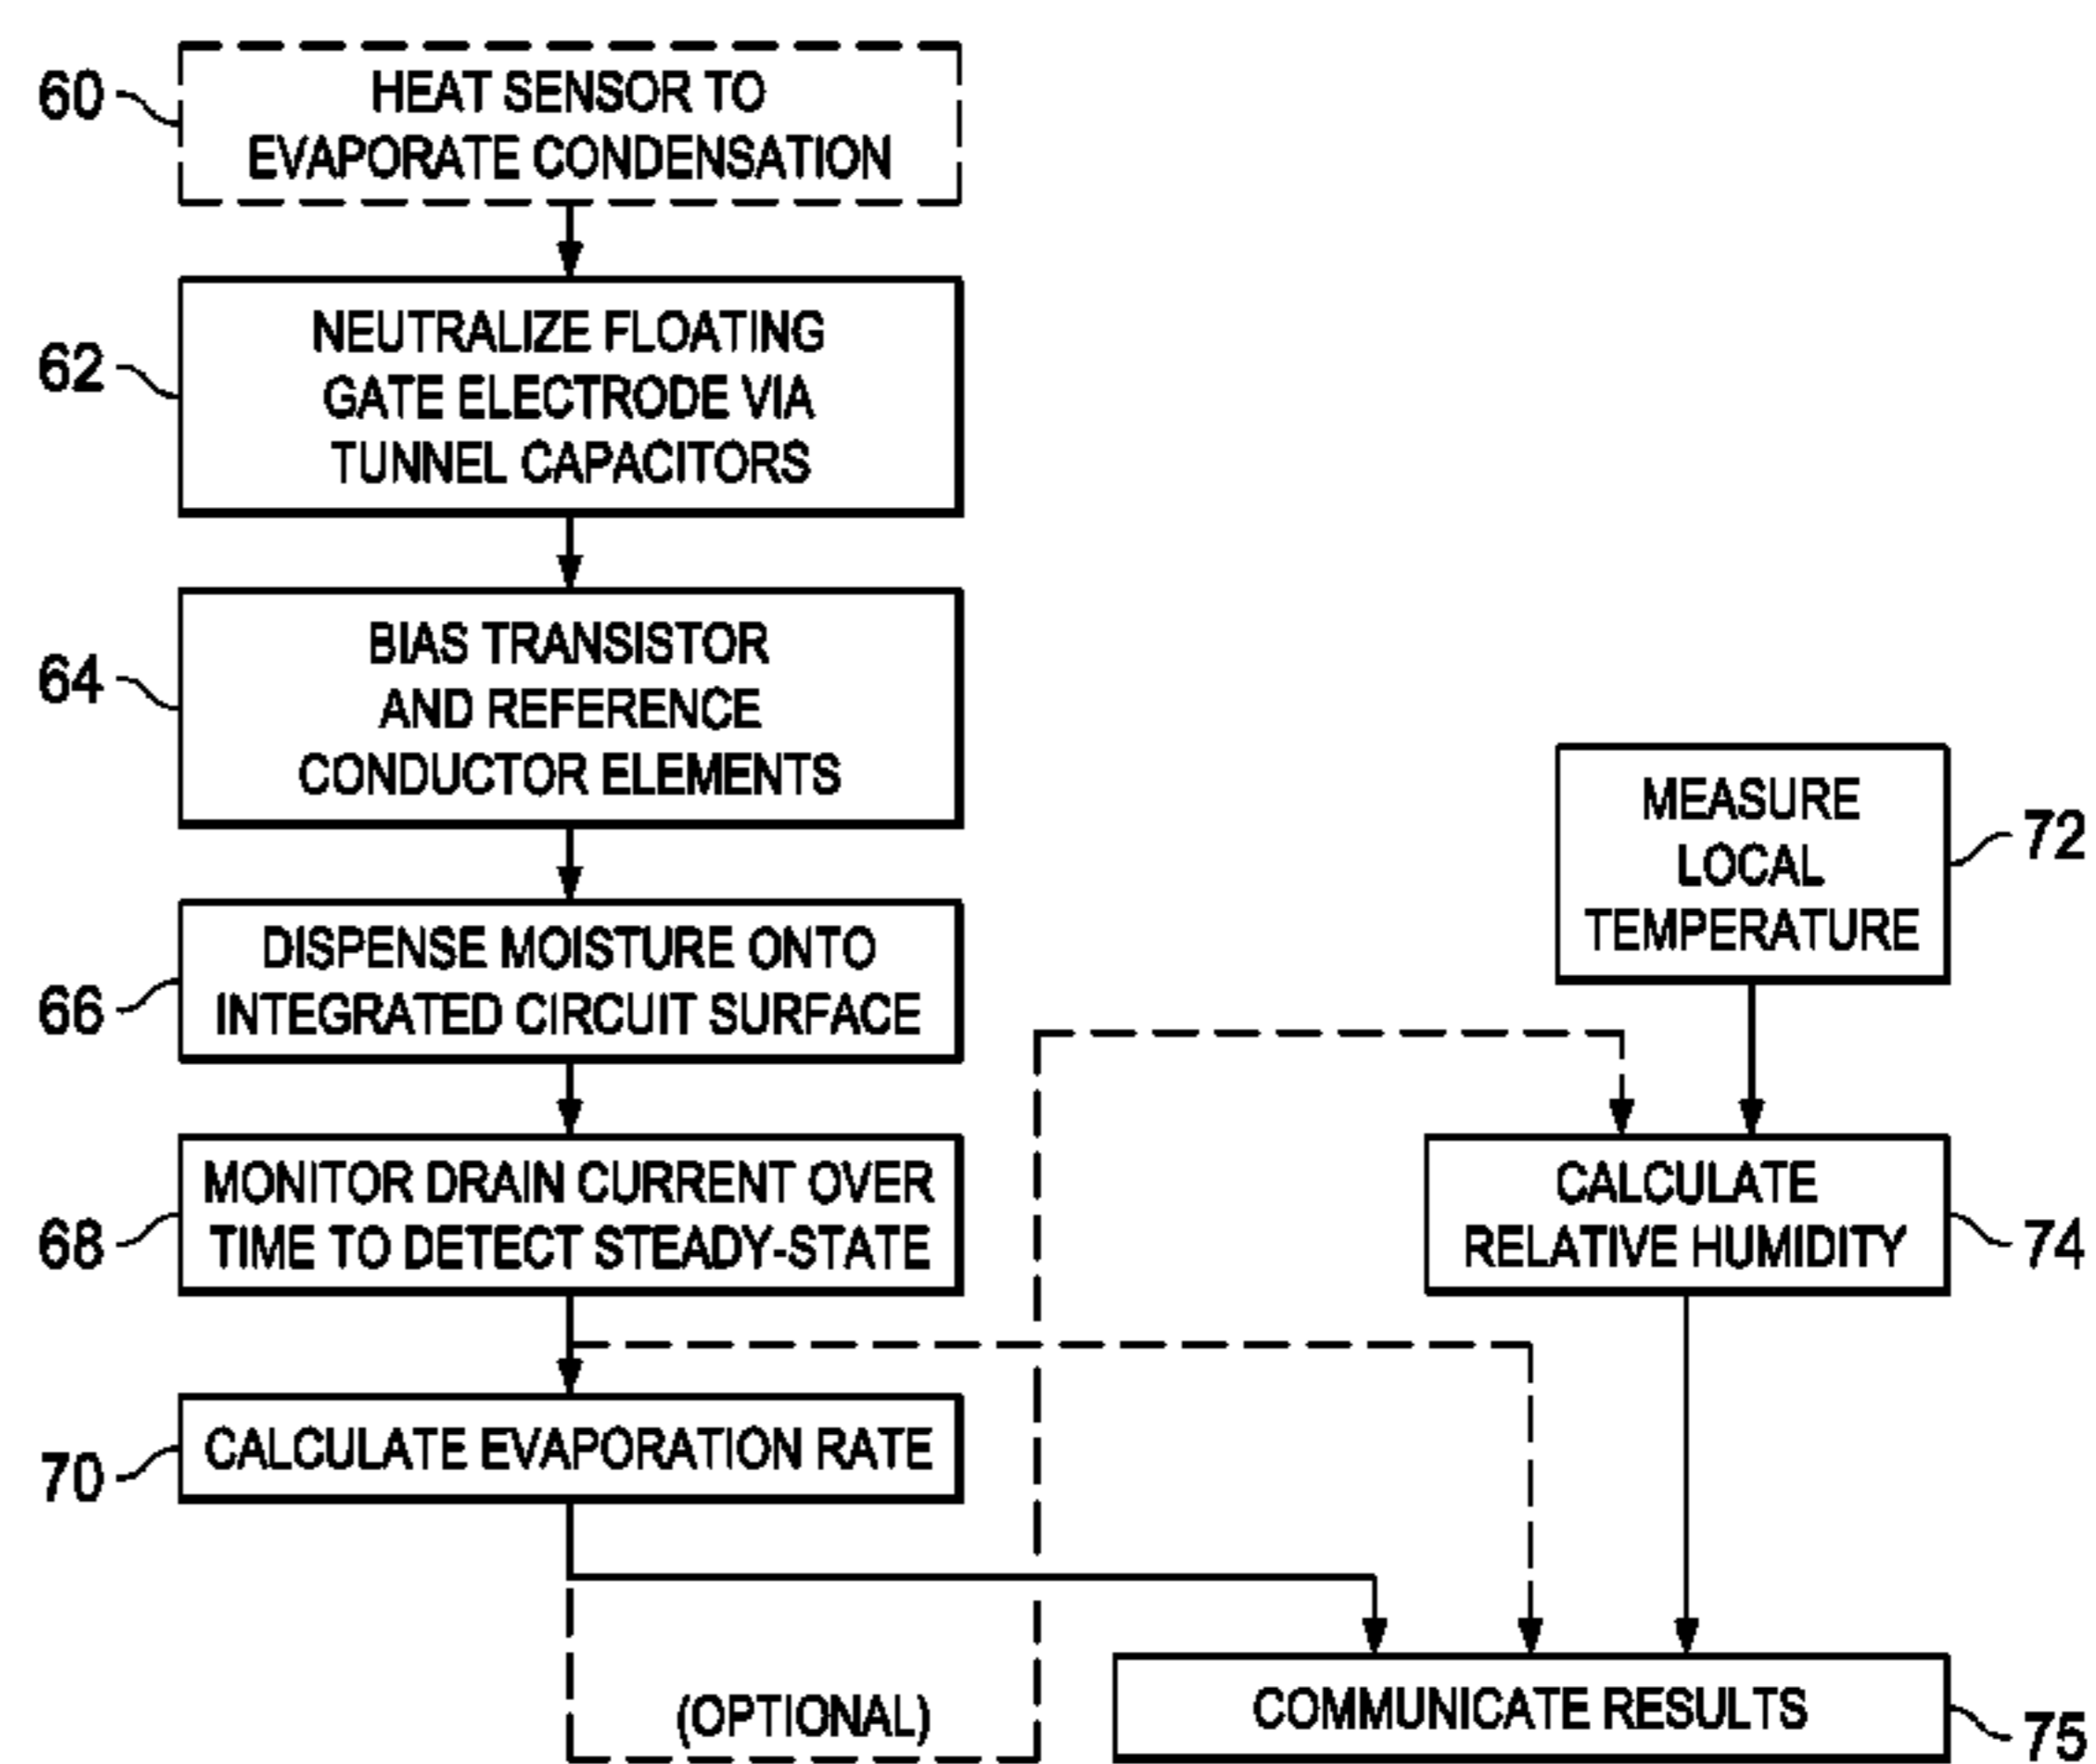 60
HEAT SENSOR TO
EVAPORATE CONDENSATION
62
NEUTRALIZE FLOATING
GATE ELECTRODE VIA
TUNNEL CAPACITORS
64
BIAS TRANSISTOR
AND REFERENCE
CONDUCTOR ELEMENTS
66
DISPENSE MOISTURE ONTO
INTEGRATED CIRCUIT SURFACE
68
MONITOR DRAIN CURRENT OVER
TIME TO DETECT STEADY-STATE
70
CALCULATE EVAPORATION RATE
(OPTIONAL)
MEASURE
LOCAL
TEMPERATURE
72
CALCULATE
RELATIVE HUMIDITY
74
COMMUNICATE RESULTS
75